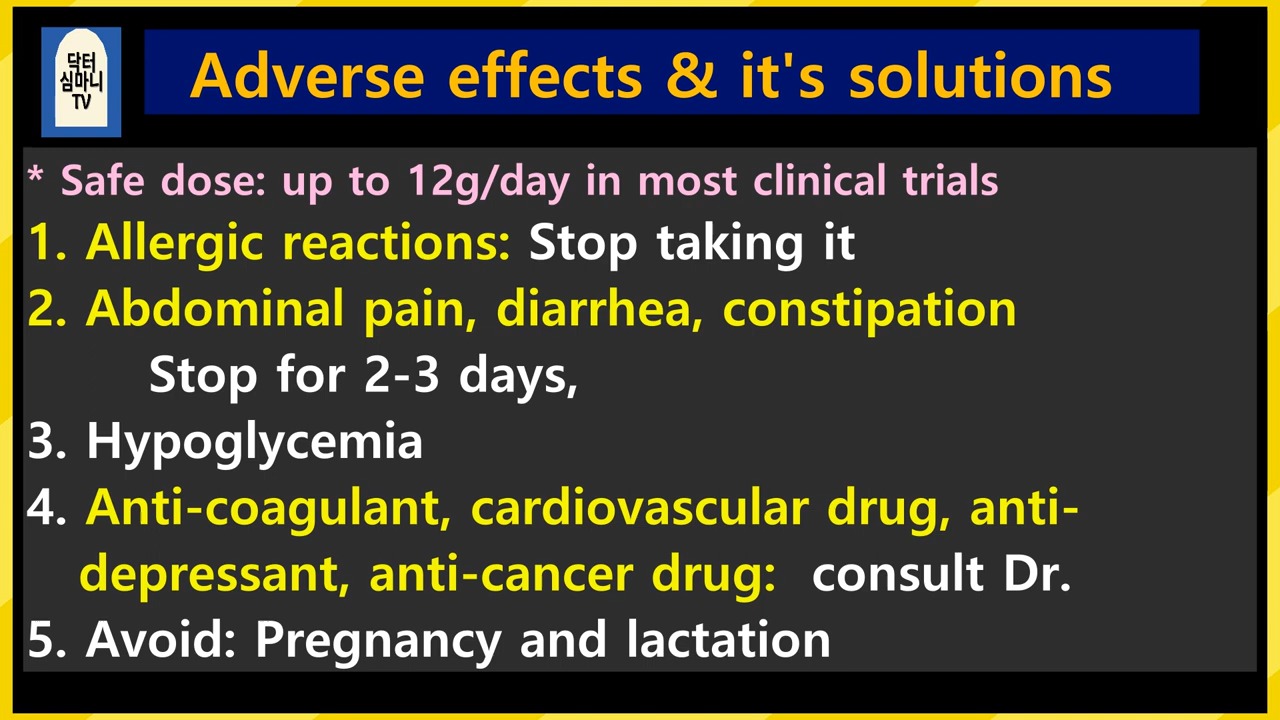 닥터
심마니
TV
Adverse effects & it's solutions
* Safe dose: up to 12g/day in most clinical trials
1. Allergic reactions: Stop taking it
2. Abdominal pain, diarrhea, constipation
Stop for 2-3 days,
3. Hypoglycemia
4. Anti-coagulant, cardiovascular drug, anti-
depressant, anti-cancer drug: consult Dr.
5. Avoid: Pregnancy and lactation